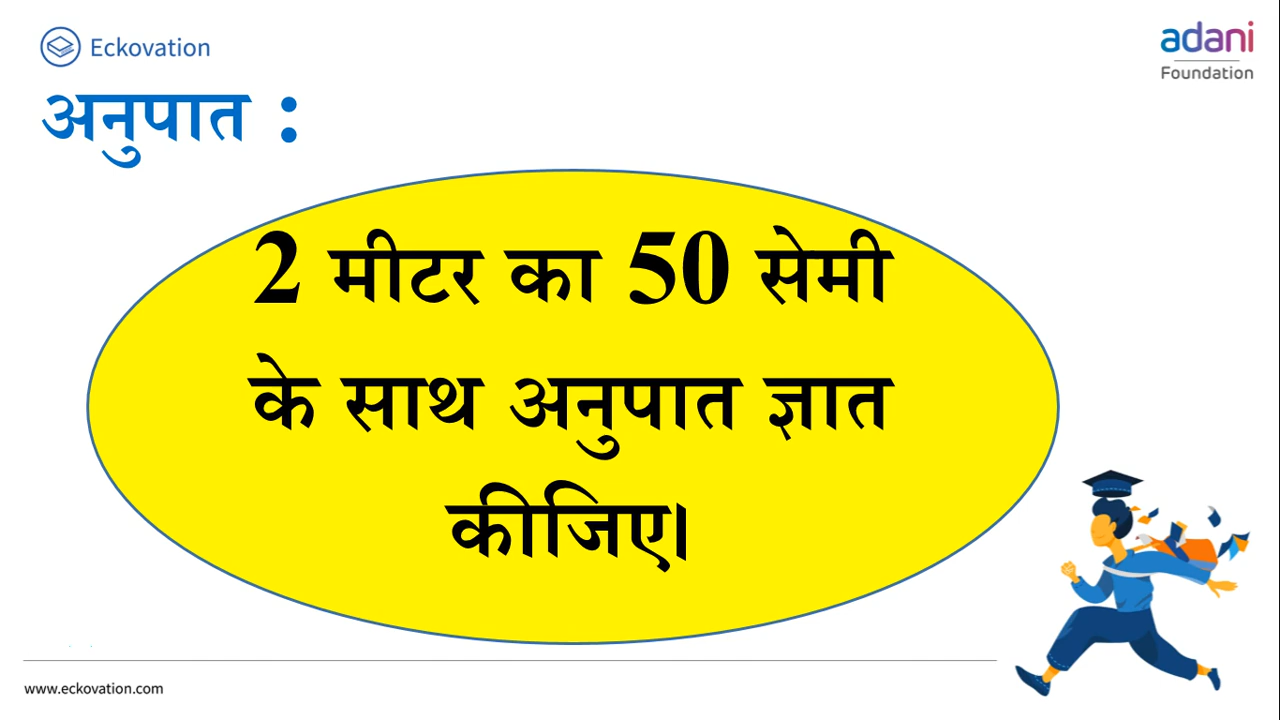 Eckovation
adani
Foundation
अनुपात :
2 मीटर का 50 सेमी
के साथ अनुपात ज्ञात
कीजिए।
www.eckovation.com